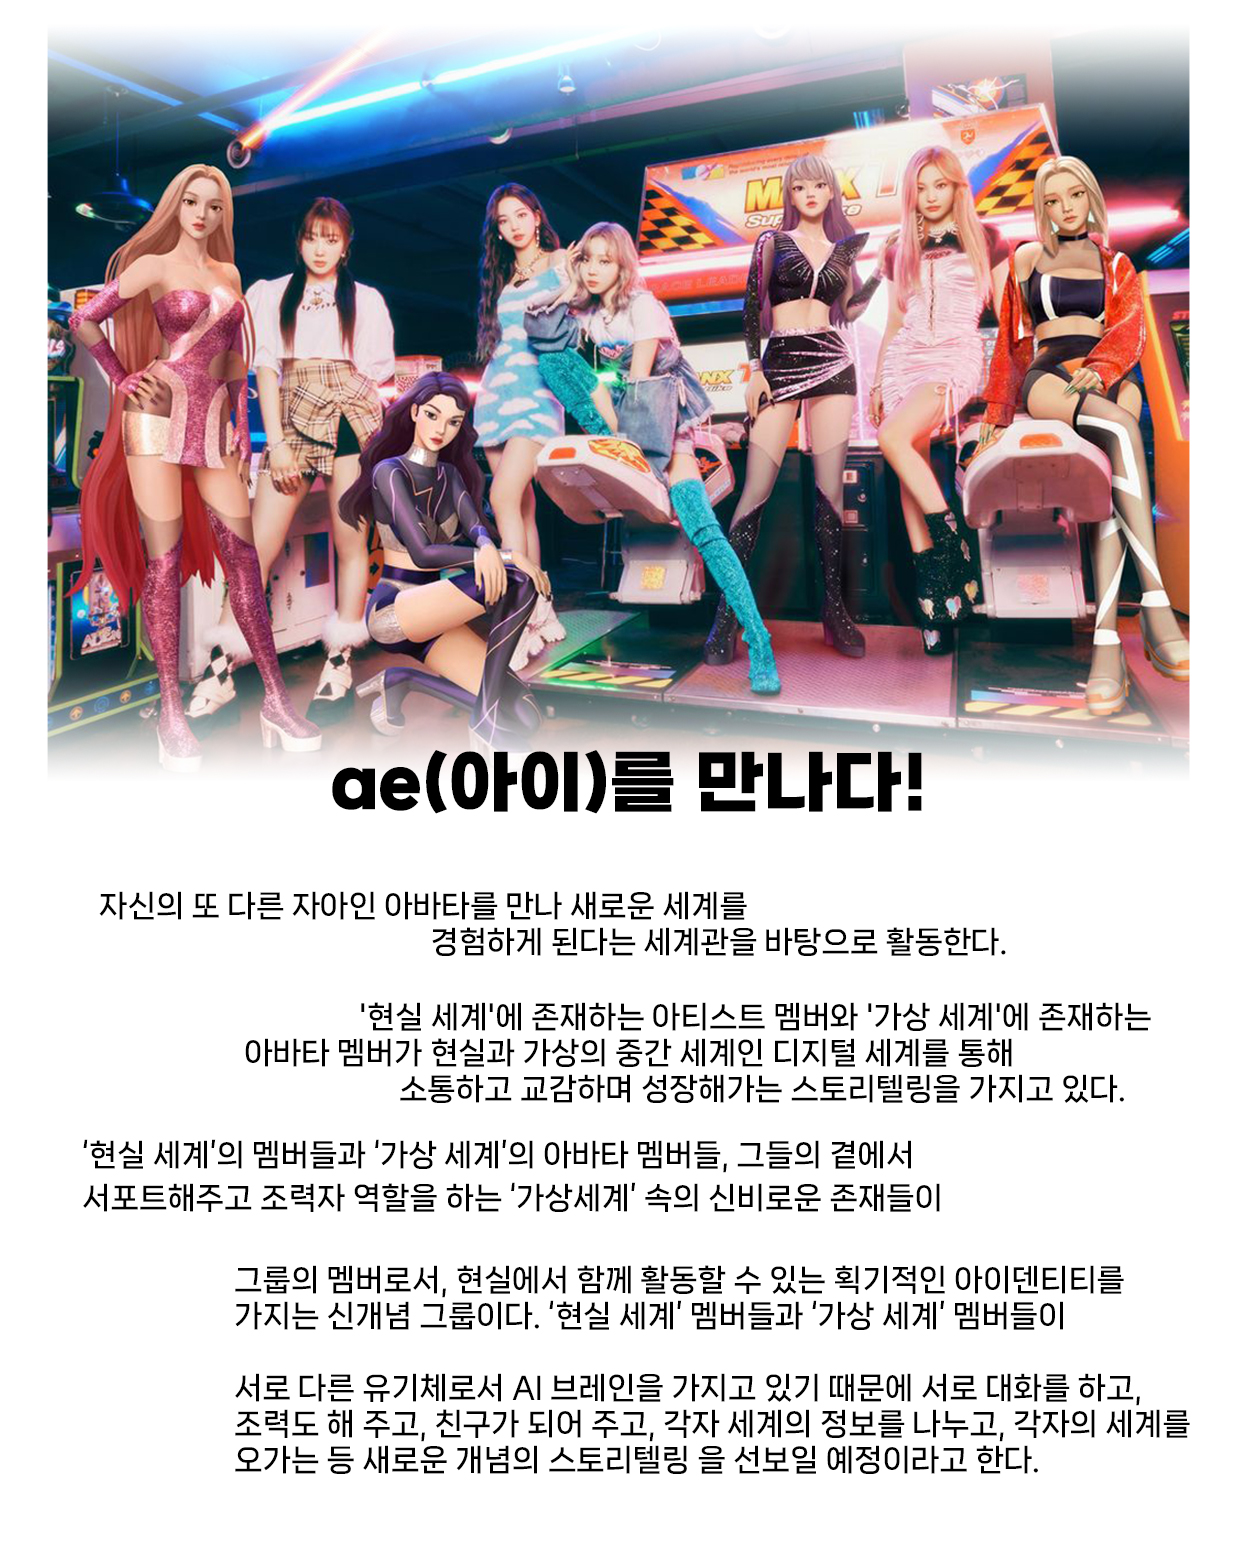 MANX TT
Super Bike
RACE LEADER
MANX T
ae(아이)를 만나다!
자신의 또 다른 자아인 아바타를 만나 새로운 세계를
경험하게 된다는 세계관을 바탕으로 활동한다.
'현실 세계'에 존재하는 아티스트 멤버와 '가상 세계'에 존재하는
아바타 멤버가 현실과 가상의 중간 세계인 디지털 세계를 통해
소통하고 교감하며 성장해가는 스토리텔링을 가지고 있다.
‘현실 세계’의 멤버들과 ‘가상 세계’의 아바타 멤버들, 그들의 곁에서
서포트해주고 조력자 역할을 하는 ‘가상세계’ 속의 신비로운 존재들이
그룹의 멤버로서, 현실에서 함께 활동할 수 있는 획기적인 아이덴티티를
가지는 신개념 그룹이다. ‘현실 세계’ 멤버들과 ‘가상 세계’ 멤버들이
서로 다른 유기체로서 AI 브레인을 가지고 있기 때문에 서로 대화를 하고,
조력도 해 주고, 친구가 되어 주고, 각자 세계의 정보를 나누고, 각자의 세계를
오가는 등 새로운 개념의 스토리텔링 을 선보일 예정이라고 한다.